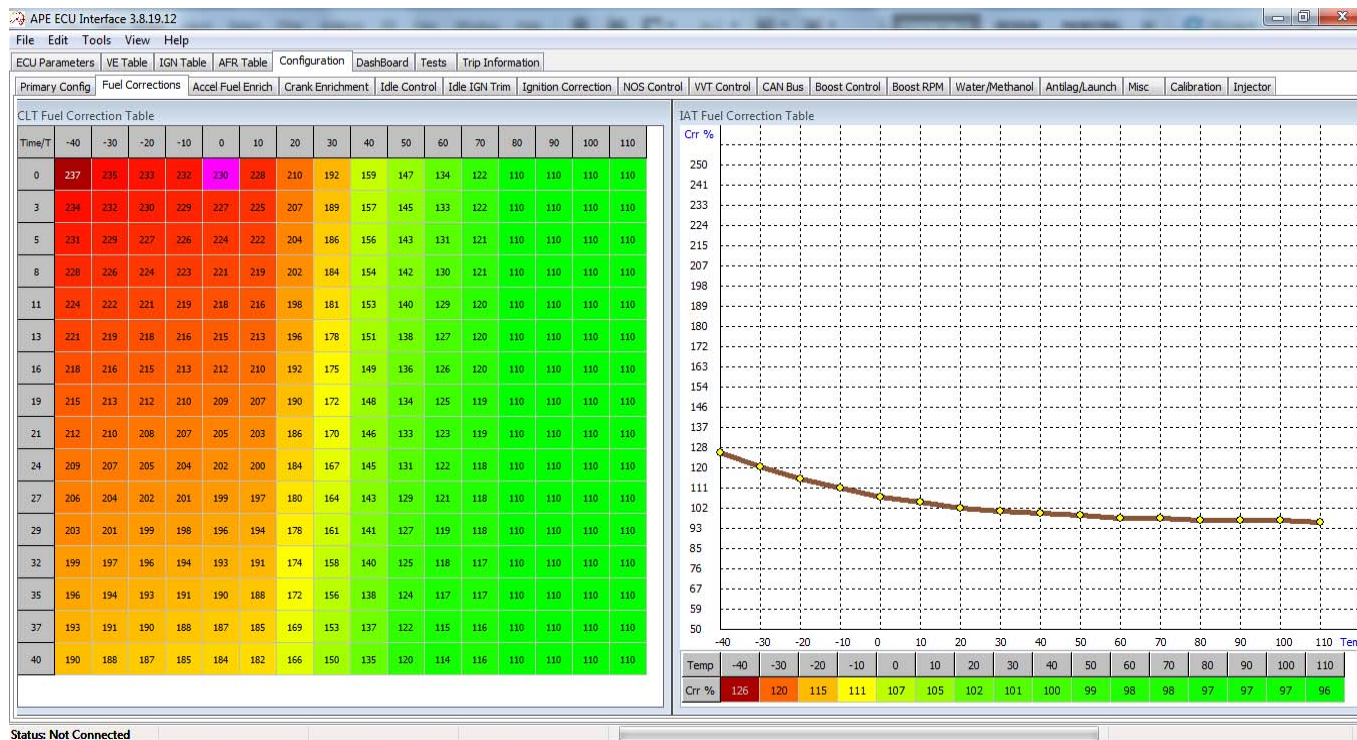 APE ECU Interface 3.8.19.12
File Edit Tools View Help
ECU Parameters VE Table IGN Table AFR Table Configuration DashBoard Tests Trip Information
Primary Config Fuel Corrections Accel Fuel Enrich Crank Enrichment Idle Control Idle IGN Trim Ignition Correction NOS Control VVT Control CAN Bus Boost Control Boost RPM Water/Methanol Antilag/Launch Misc Calibration Injector
CLT Fuel Correction Table
Time/T -40 -30 -20 -10 0 10 20 30 40 50 60 70 80 90 100 110
0 237 235 233 232 230 228 210 192 159 147 134 122 110 110 110 110
3 234 232 230 229 227 225 207 189 157 145 133 122 110 110 110 110
5 231 229 227 226 224 222 204 186 156 143 131 121 110 110 110 110
8 228 226 224 223 221 219 202 184 154 142 130 121 110 110 110 110
11 224 222 221 219 218 216 198 181 153 140 129 120 110 110 110 110
13 221 219 218 216 215 213 196 178 151 138 127 120 110 110 110 110
16 218 216 215 213 212 210 192 175 149 136 126 120 110 110 110 110
19 215 213 212 210 209 207 190 172 148 134 125 119 110 110 110 110
21 212 210 208 207 205 203 186 170 146 133 123 119 110 110 110 110
24 209 207 205 204 202 200 184 167 145 131 122 118 110 110 110 110
27 206 204 202 201 199 197 180 164 143 129 121 118 110 110 110 110
29 203 201 199 198 196 194 178 161 141 127 119 118 110 110 110 110
32 199 197 196 194 193 191 174 158 140 125 118 117 110 110 110 110
35 196 194 193 191 190 188 172 156 138 124 117 117 110 110 110 110
37 193 191 190 188 187 185 169 153 137 122 115 116 110 110 110 110
40 190 188 187 185 184 182 166 150 135 120 114 116 110 110 110 110
IAT Fuel Correction Table
Crr %
250
241
233
224
215
207
198
189
180
172
163
154
146
137
128
120
111
102
93
85
76
67
59
50
-40 -30 -20 -10 0 10 20 30 40 50 60 70 80 90 100 110
Temp -40 -30 -20 -10 0 10 20 30 40 50 60 70 80 90 100 110
Crr % 126 120 115 111 107 105 102 101 100 99 98 98 97 97 97 96
Status: Not Connected